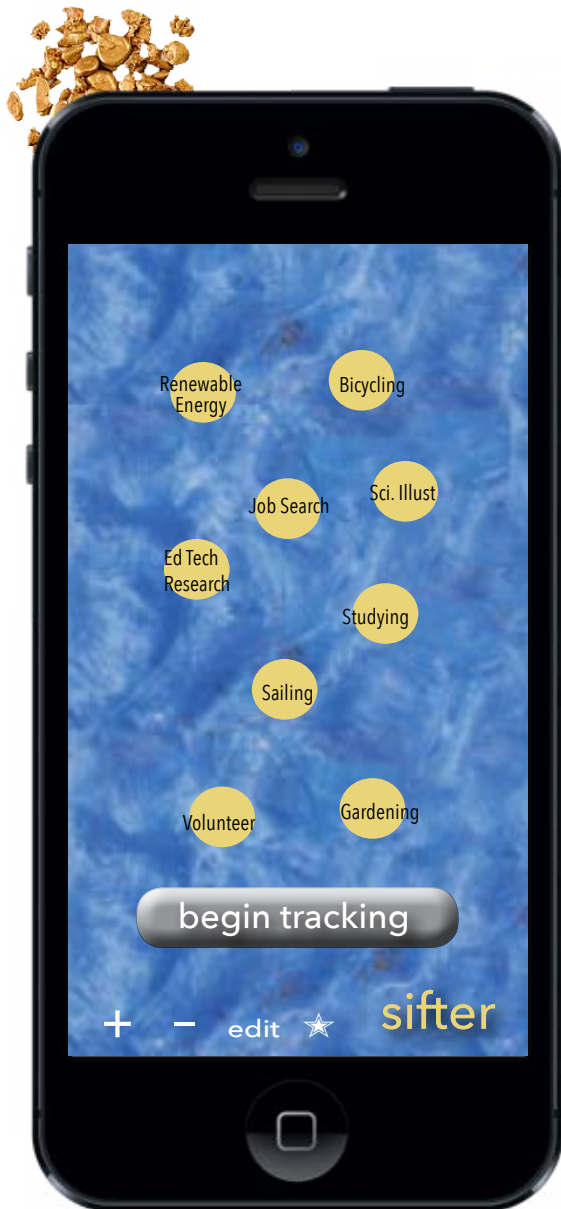 Renewable
Energy
Bicycling
Sci. Illust
Job Search
Ed Tech
Research
Studying
Sailing
Volunteer
Gardening
begin tracking
+ − edit ☆ sifter